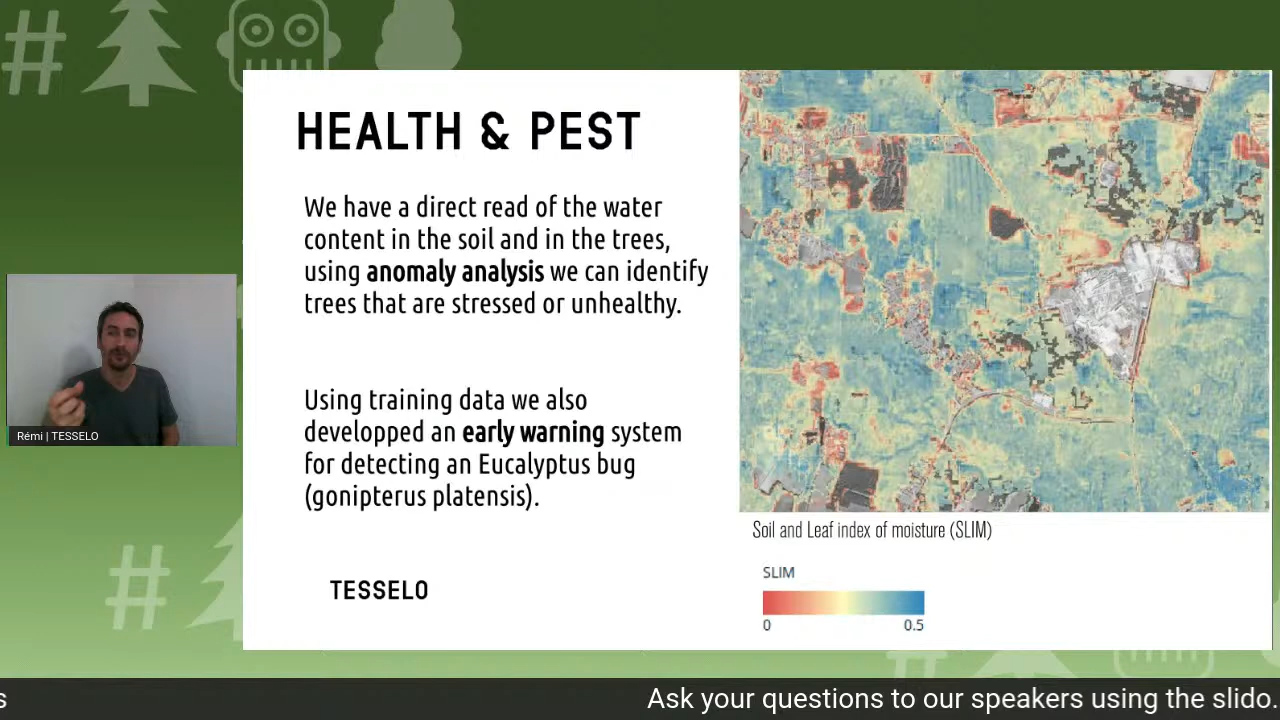 HEALTH & PEST
We have a direct read of the water
content in the soil and in the trees,
using anomaly analysis we can identify
trees that are stressed or unhealthy.
Using training data we also
developped an early warning system
for detecting an Eucalyptus bug
(gonipterus platensis).
TESSELO
Soil and Leaf index of moisture (SLIM)
SLIM
0 0.5
Rémi | TESSELO
s Ask your questions to our speakers using the slido.